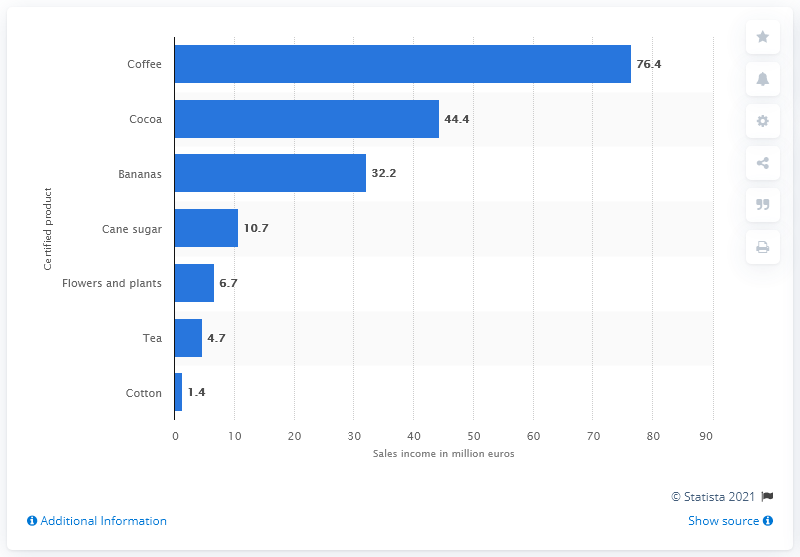 Coffee 76.4
Cocoa 44.4
Bananas 32.2
Cane sugar 10.7
Flowers and plants 6.7
Tea 4.7
Cotton 1.4
Certified product
0 10 20 30 40 50 60 70 80 90
Sales income in million euros
© Statista 2021
Additional Information
Show source